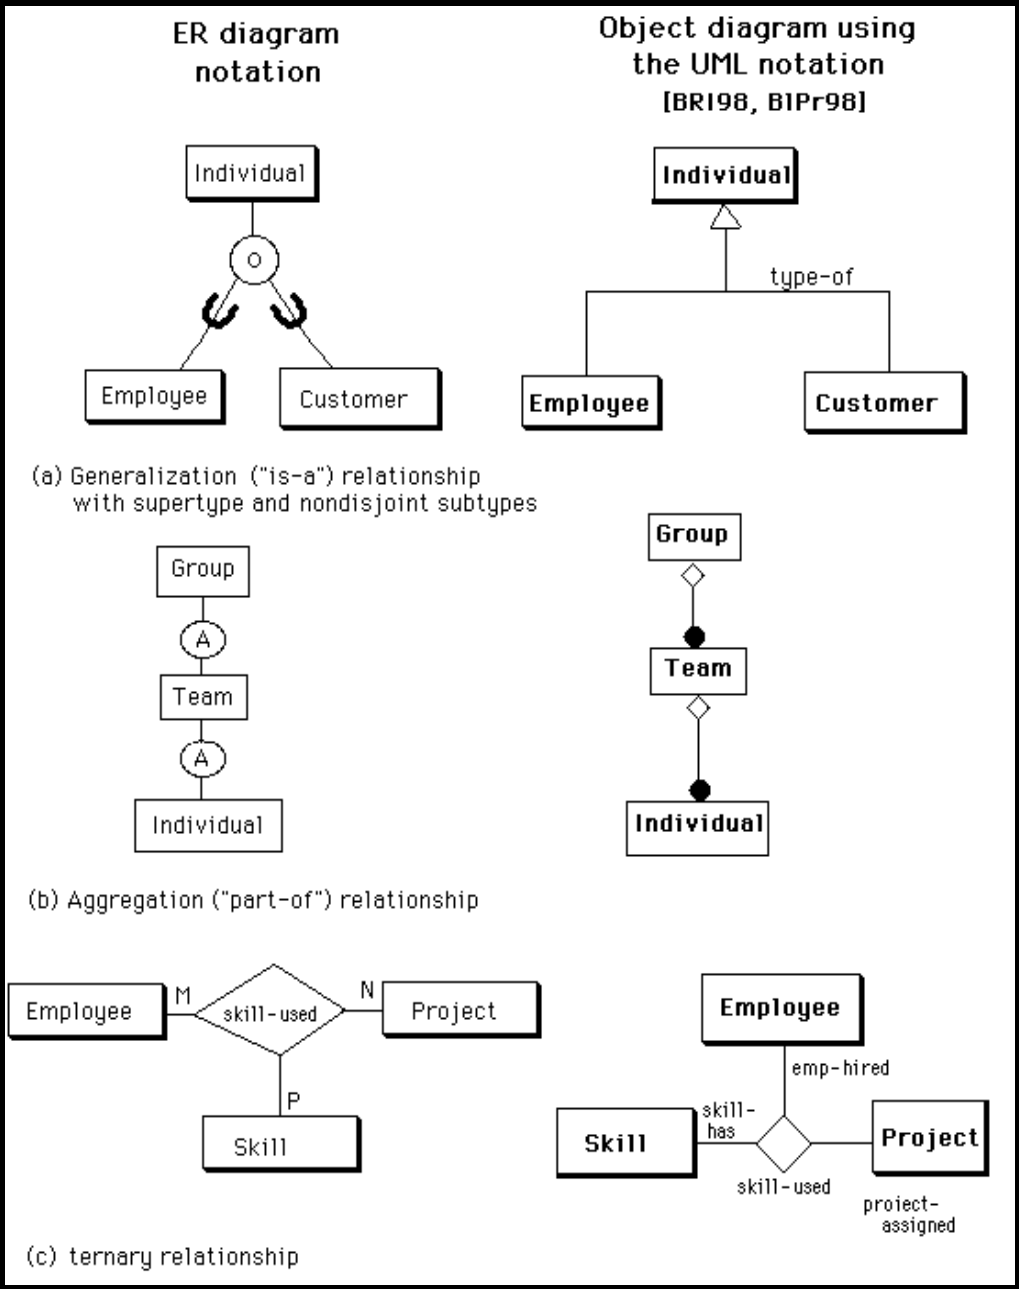 ER diagram
notation
Object diagram using
the UML notation
[BRI98, BlPr98]
Individual
O
Employee
Customer
Individual
type-of
Employee
Customer
(a) Generalization ("is-a") relationship
with supertype and nondisjoint subtypes
Group
A
Team
A
Individual
Group
Team
Individual
(b) Aggregation ("part-of") relationship
Employee
M
skill-used
N
Project
P
Skill
Employee
emp-hired
skill-
has
Skill
Project
skill-used
proiect-
assigned
(c) ternary relationship